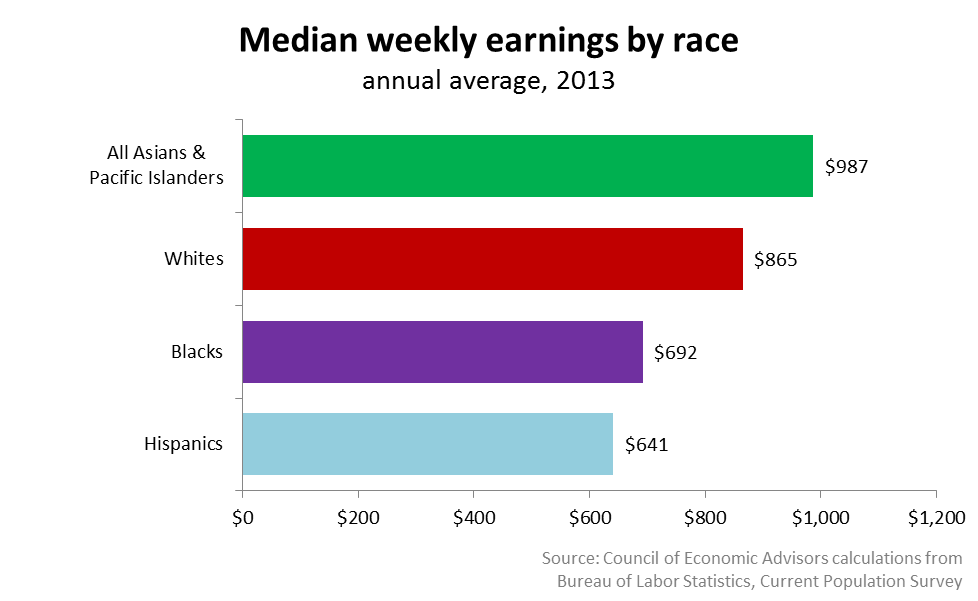 Median weekly earnings by race
annual average, 2013
All Asians &
Pacific Islanders
$987
Whites
$865
Blacks
$692
Hispanics
$641
$0 $200 $400 $600 $800 $1,000 $1,200
Source: Council of Economic Advisors calculations from
Bureau of Labor Statistics, Current Population Survey